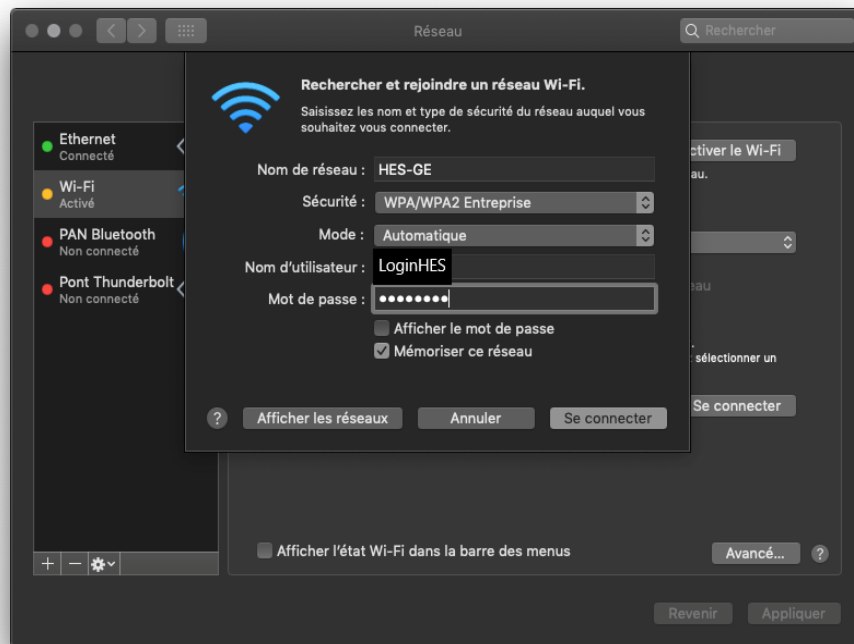 Réseau
Rechercher
Rechercher et rejoindre un réseau Wi-Fi.
Saisissez les nom et type de sécurité du réseau auquel vous
souhaitez vous connecter.
Nom de réseau : HES-GE
Sécurité : WPA/WPA2 Entreprise
Mode : Automatique
Nom d'utilisateur : LoginHES
Mot de passe : ••••••••
Afficher le mot de passe
Mémoriser ce réseau
? Afficher les réseaux Annuler Se connecter
Ethernet
Connecté
Wi-Fi
Activé
PAN Bluetooth
Non connecté
Pont Thunderbolt
Non connecté
ctiver le Wi-Fi
au.
eau
sélectionner un
Se connecter
Afficher l'état Wi-Fi dans la barre des menus
Avancé... ?
Revenir Appliquer